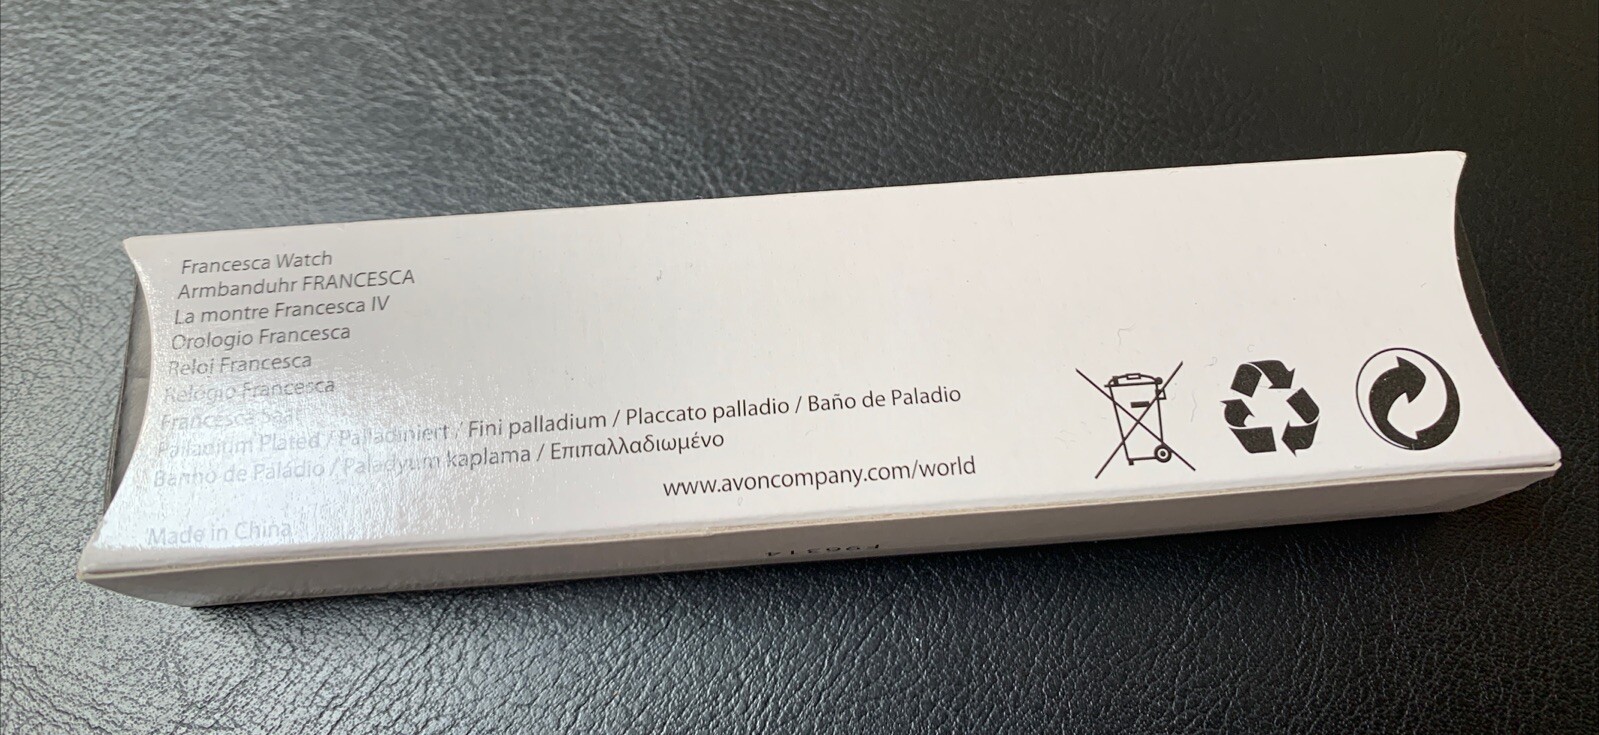 Francesca Watch
Armbanduhr FRANCESCA
La montre Francesca IV
Orologio Francesca
Reloj Francesca
Relógio Francesca
Francesca Saat
Palladium Plated / Palladiniert / Fini palladium / Placcato palladio / Baño de Paladio
Banho de Paládio / Paladyum kaplama / Επιπαλλαδιωμένο
www.avoncompany.com/world
Made in China